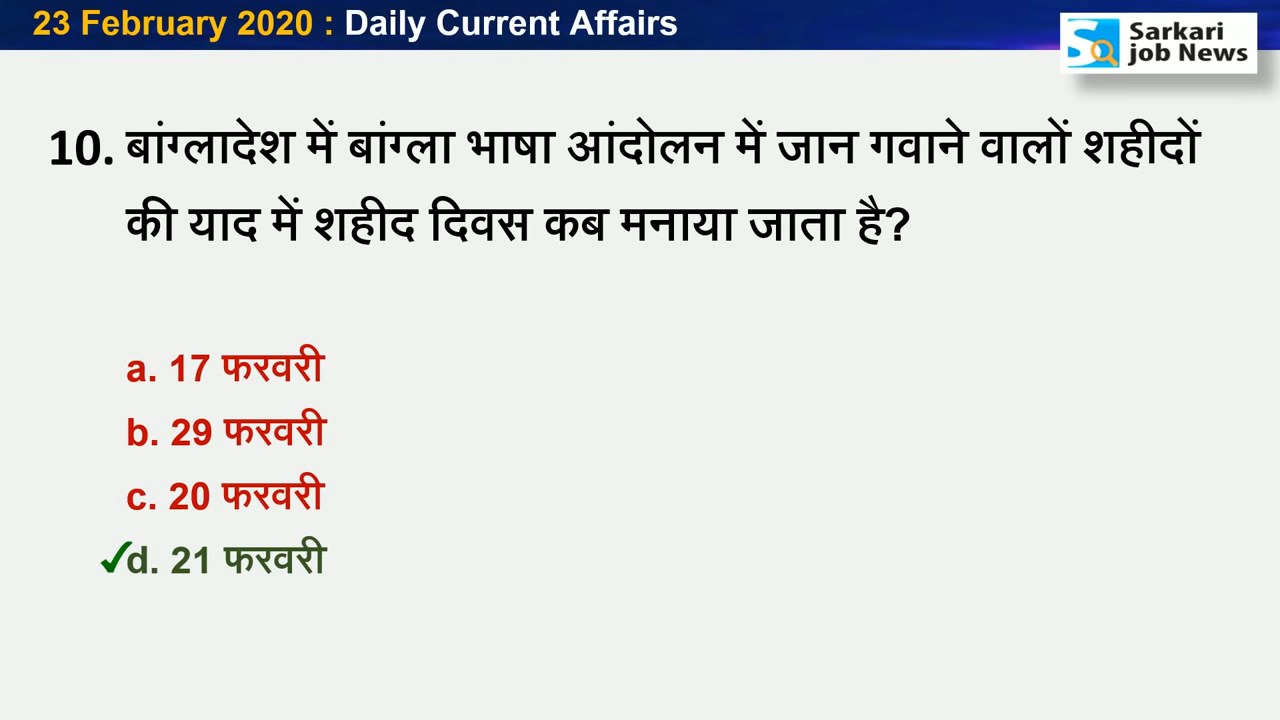 23 February 2020 : Daily Current Affairs
Sarkari
job News
10. बांग्लादेश में बांग्ला भाषा आंदोलन में जान गवाने वालों शहीदों
की याद में शहीद दिवस कब मनाया जाता है?
a. 17 फरवरी
b. 29 फरवरी
c. 20 फरवरी
✓d. 21 फरवरी